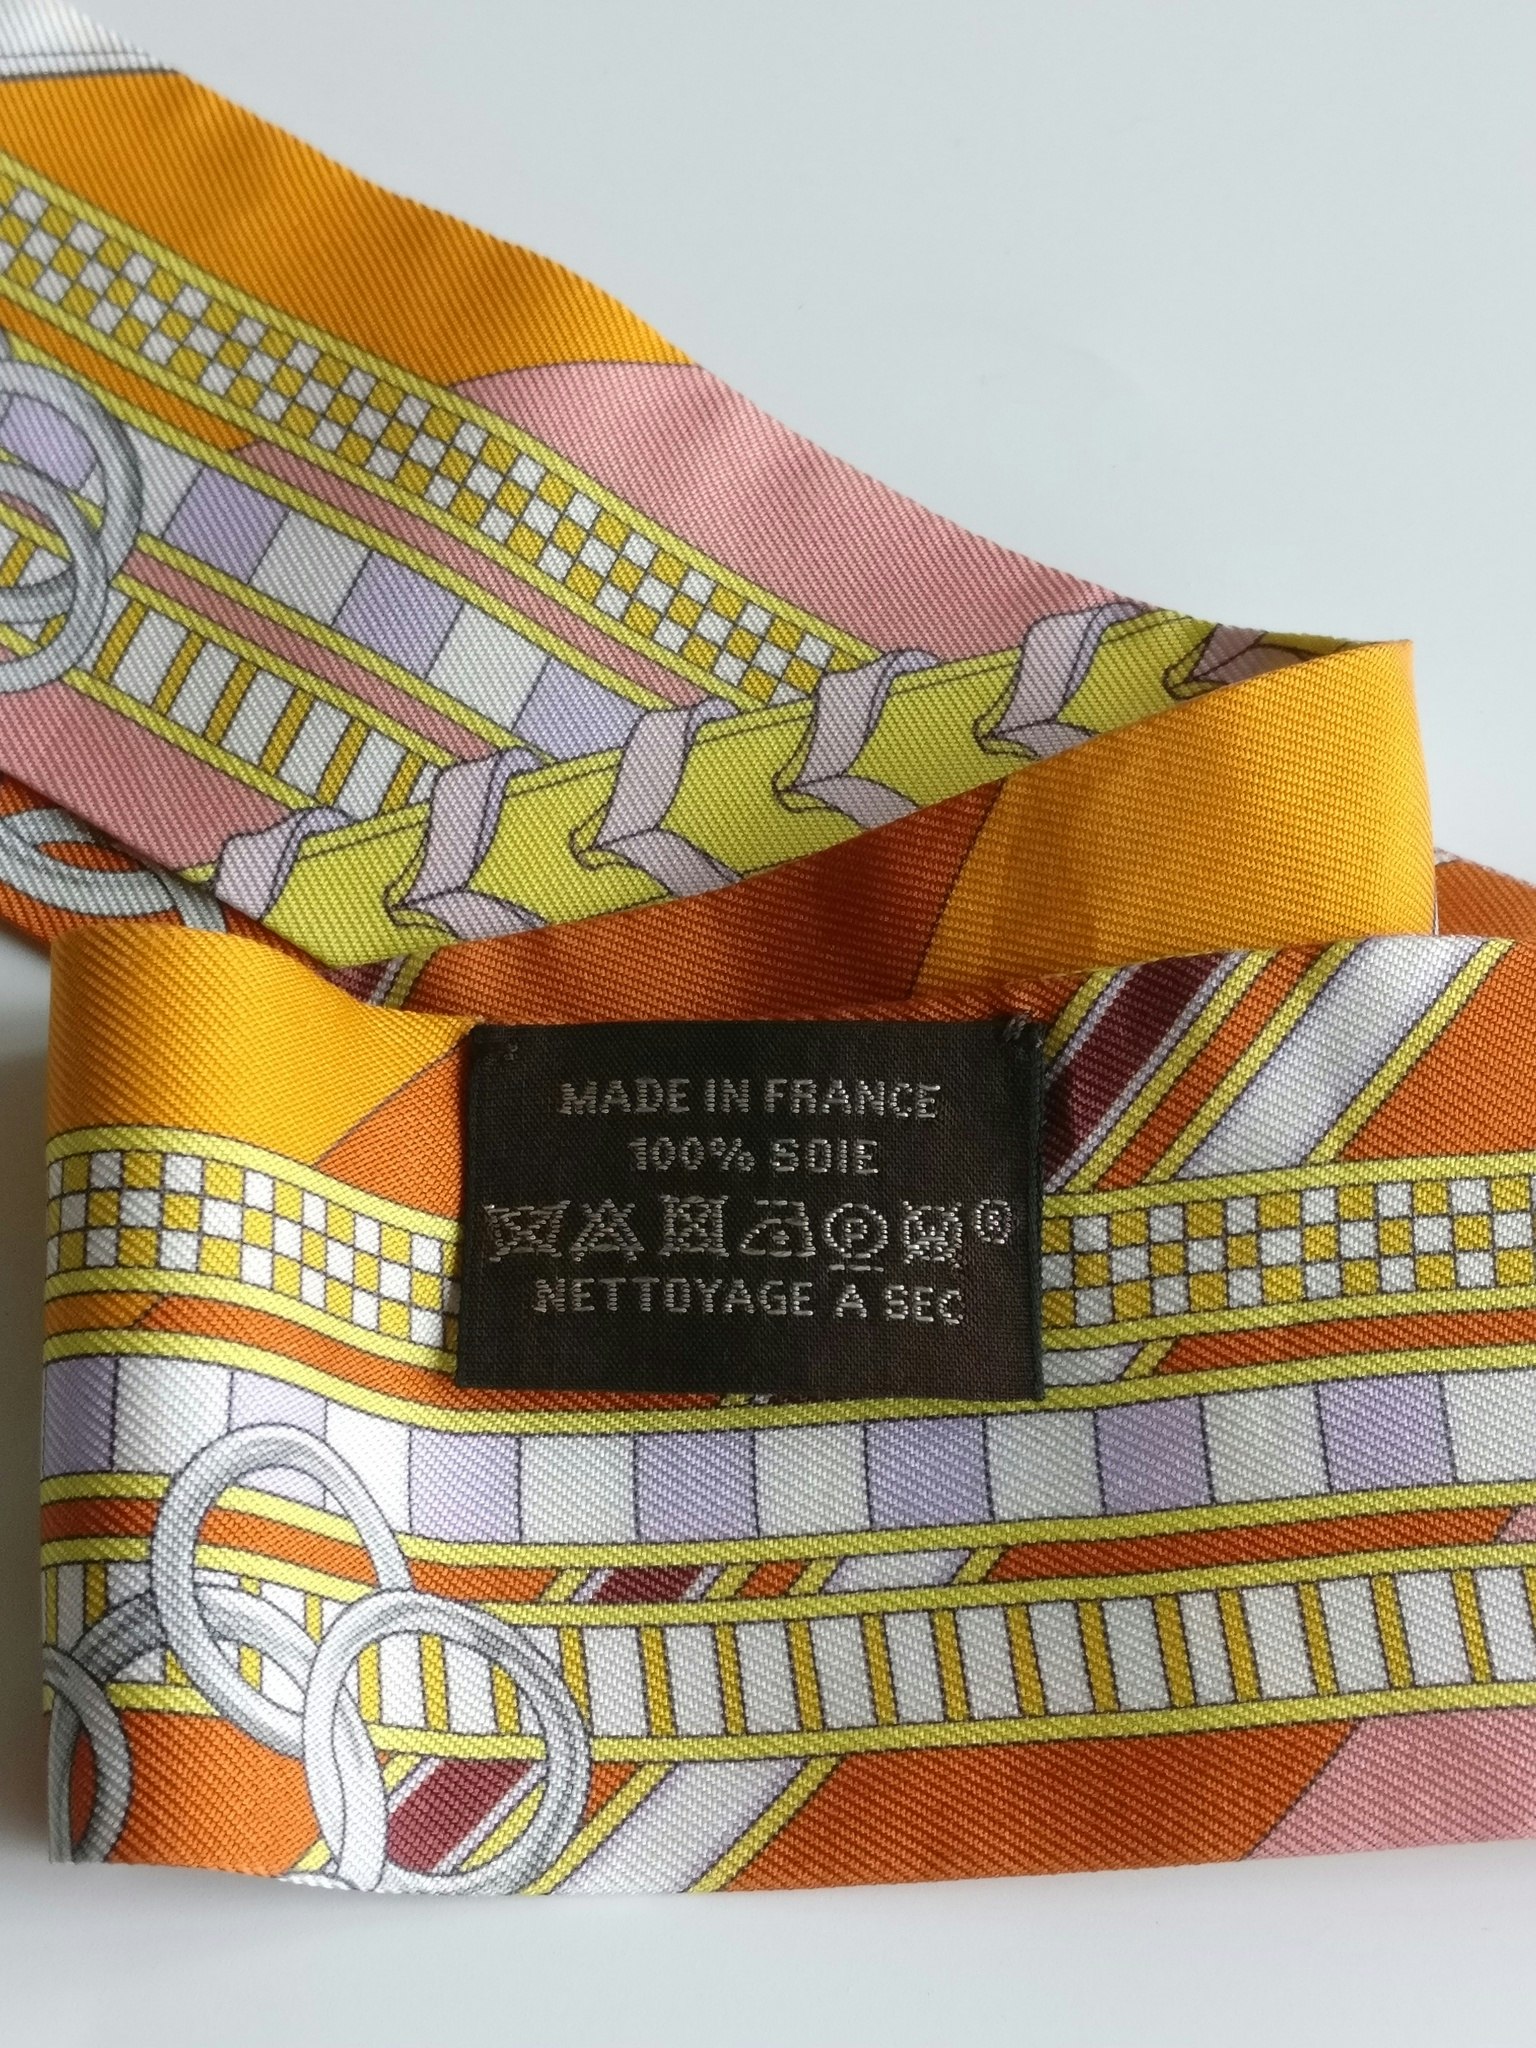 MADE IN FRANCE
100% SOIE
P ®
NETTOYAGE A SEC